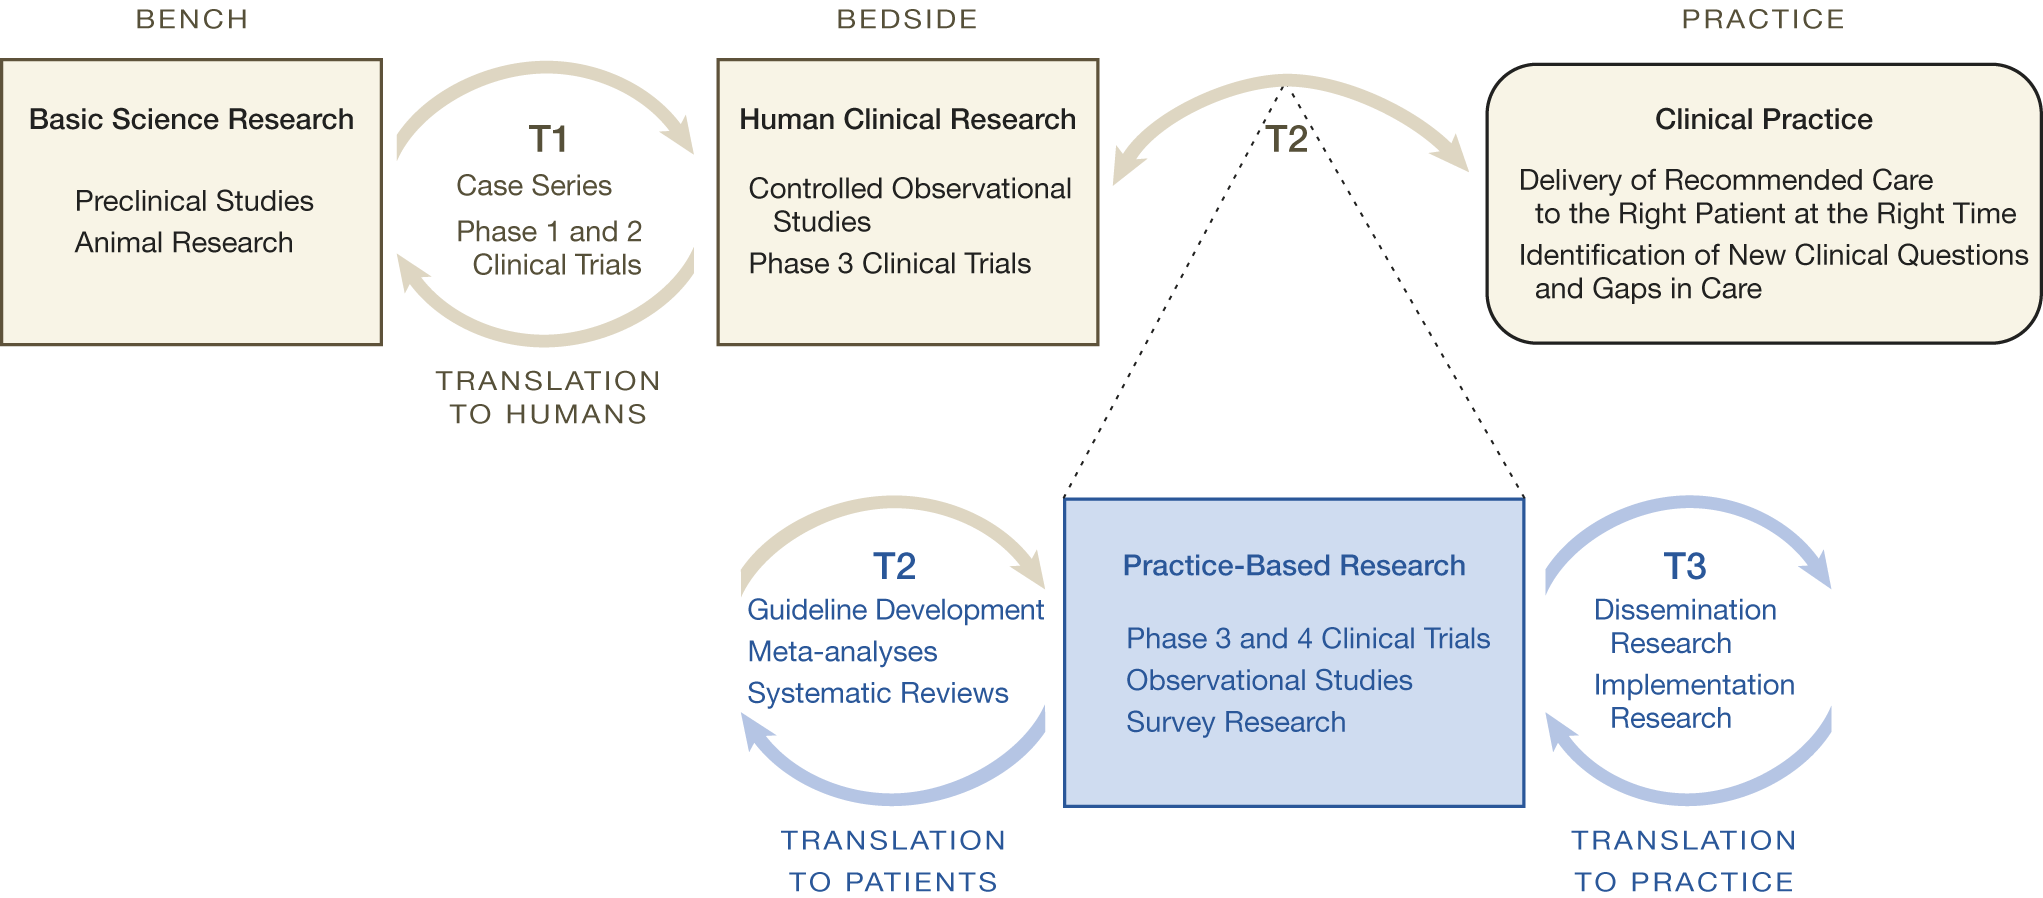 BENCH
BEDSIDE
PRACTICE
Basic Science Research
Preclinical Studies
Animal Research
T1
Case Series
Phase 1 and 2
Clinical Trials
TRANSLATION
TO HUMANS
Human Clinical Research
Controlled Observational
Studies
Phase 3 Clinical Trials
T2
Clinical Practice
Delivery of Recommended Care
to the Right Patient at the Right Time
Identification of New Clinical Questions
and Gaps in Care
T2
Guideline Development
Meta-analyses
Systematic Reviews
TRANSLATION
TO PATIENTS
Practice-Based Research
Phase 3 and 4 Clinical Trials
Observational Studies
Survey Research
T3
Dissemination
Research
Implementation
Research
TRANSLATION
TO PRACTICE